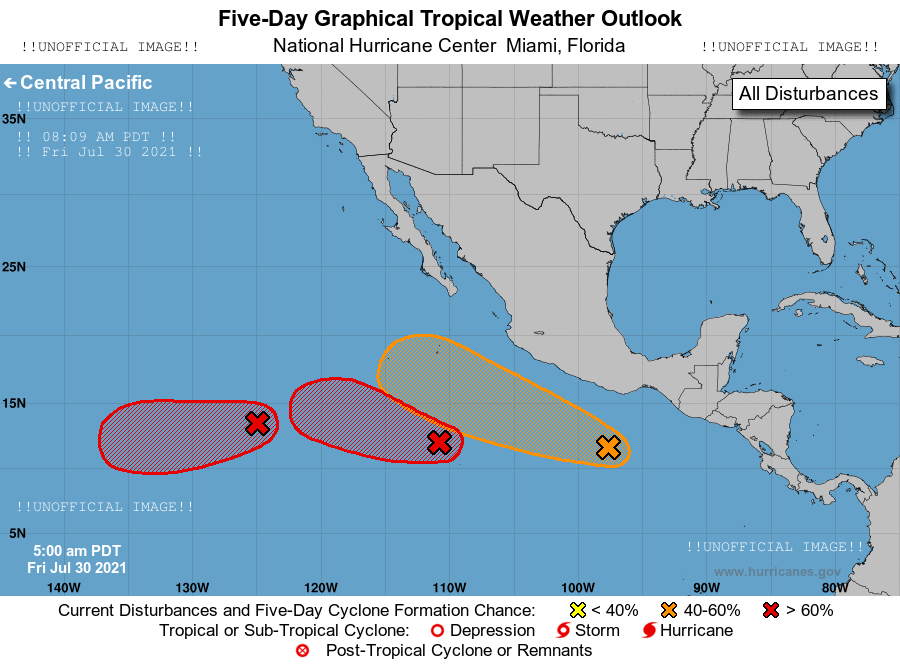 Five-Day Graphical Tropical Weather Outlook
!!UNOFFICIAL IMAGE!! National Hurricane Center Miami, Florida !!UNOFFICIAL IMAGE!!
← Central Pacific
All Disturbances
!!UNOFFICIAL IMAGE!!
35N
!! 08:09 AM PDT !!
!! Fri Jul 30 2021 !!
25N
15N
!!UNOFFICIAL IMAGE!!
5N
!!UNOFFICIAL IMAGE!!
5:00 am PDT
Fri Jul 30 2021
www.hurricanes.gov
140W 130W 120W 110W 100W 90W 80W
Current Disturbances and Five-Day Cyclone Formation Chance: < 40% 40-60% > 60%
Tropical or Sub-Tropical Cyclone: Depression Storm Hurricane
Post-Tropical Cyclone or Remnants